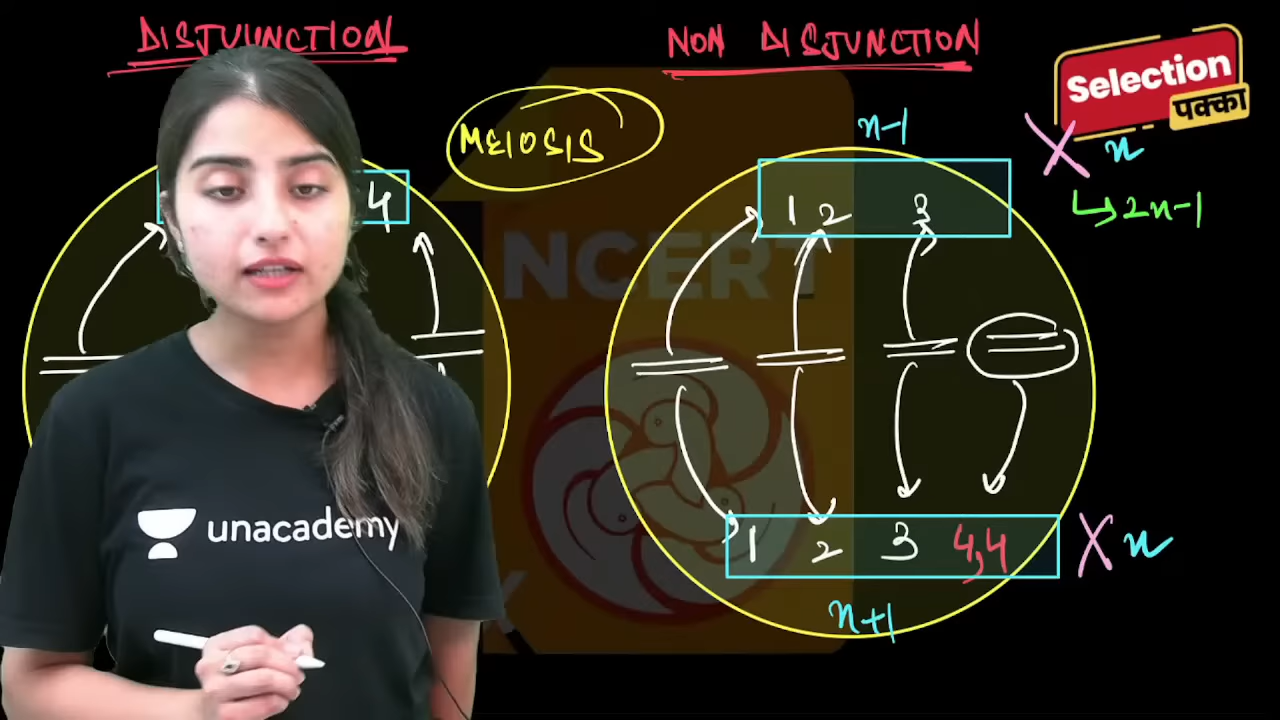 DISJUNCTION
NON DISJUNCTION
Selection
पक्का
MEIOSIS
n-1
X n
↳ 2n-1
4
1 2 3
NCERT
unacademy
1 2 3 4,4
X n
n+1